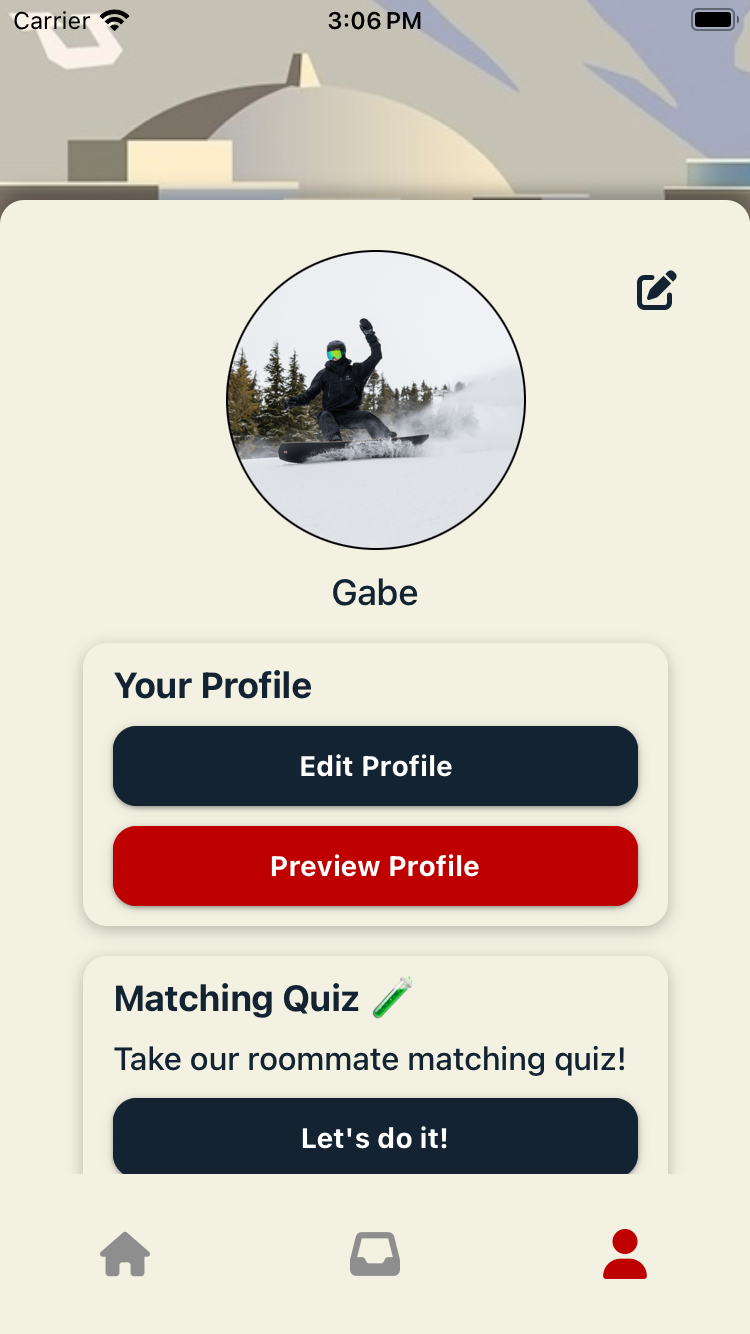 Carrier 3:06 PM
Gabe
Your Profile
Edit Profile
Preview Profile
Matching Quiz 🧪
Take our roommate matching quiz!
Let's do it!